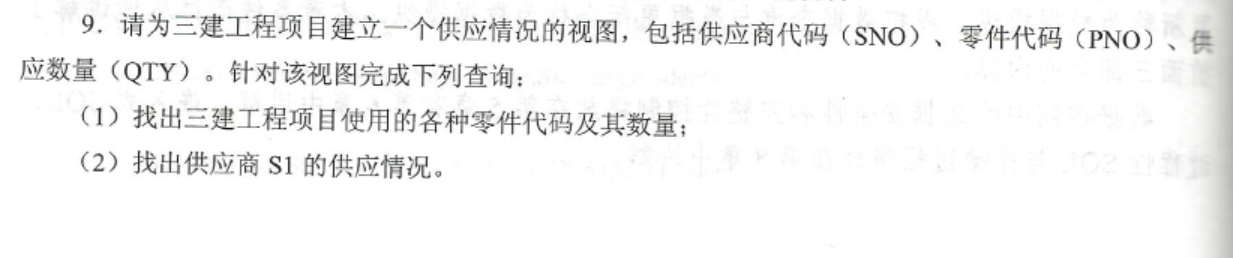 9. 请为三建工程项目建立一个供应情况的视图，包括供应商代码（SNO）、零件代码（PNO）、供
应数量（QTY）。针对该视图完成下列查询：
（1）找出三建工程项目使用的各种零件代码及其数量；
（2）找出供应商 S1 的供应情况。